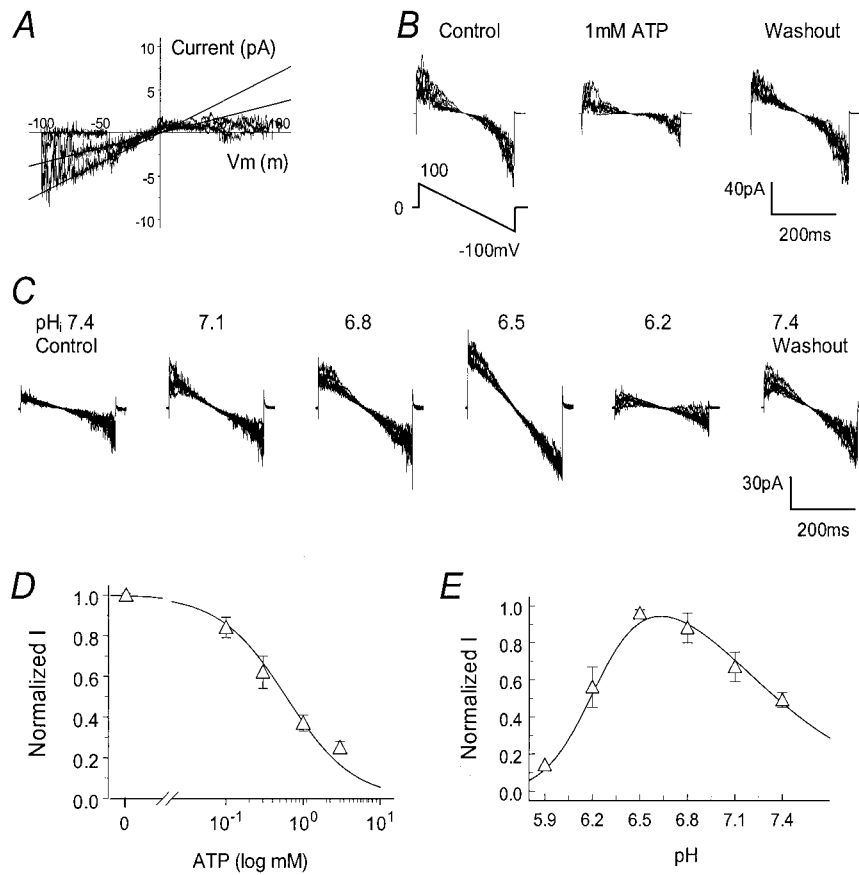 A
Current (pA)
10
5
-100
-50
Vm (m)
-5
-10
B
Control
1mM ATP
Washout
100
0
-100mV
40pA
200ms
C
pHi 7.4
Control
7.1
6.8
6.5
6.2
7.4
Washout
30pA
200ms
D
Normalized I
1.0
0.8
0.6
0.4
0.2
0.0
0
10⁻¹
10⁰
10¹
ATP (log mM)
E
Normalized I
1.0
0.8
0.6
0.4
0.2
0.0
5.9
6.2
6.5
6.8
7.1
7.4
pH